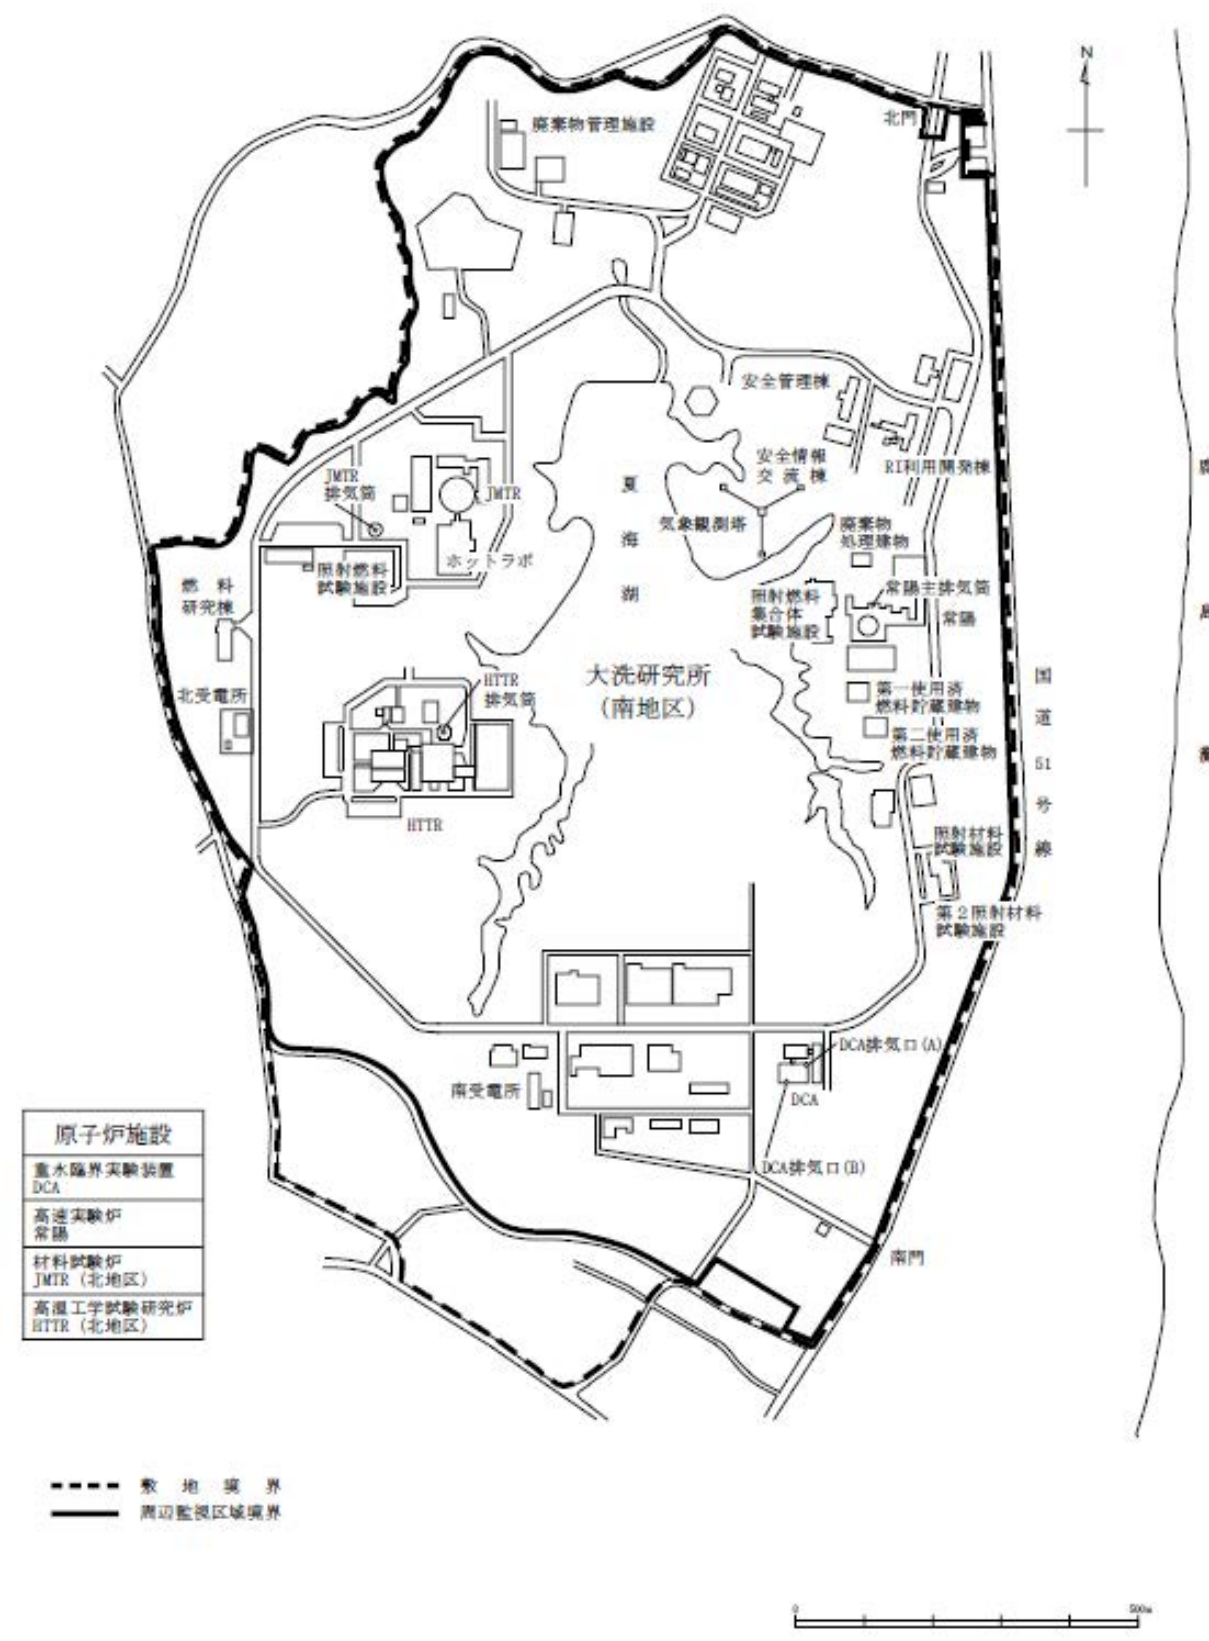 N
北門
廃棄物管理施設
安全管理棟
RI利用開発棟
安全情報
交流棟
気象観測塔
夏
海
湖
廃棄物
処理建物
JMTR
排気筒
JMTR
ホットラボ
照射燃料
試験施設
燃料
研究棟
北受電所
照射燃料
集合体
試験施設
常陽主排気筒
常陽
大洗研究所
(南地区)
HTTR
排気筒
HTTR
第一使用済
燃料貯蔵建物
第二使用済
燃料貯蔵建物
国
道
51
号
線
照射材料
試験施設
第2照射材料
試験施設
DCA排気口(A)
DCA
DCA排気口(B)
南受電所
南門
原子炉施設
重水臨界実験装置
DCA
高速実験炉
常陽
材料試験炉
JMTR (北地区)
高温工学試験研究炉
HTTR (北地区)
敷地境界
周辺監視区域境界
0
500m